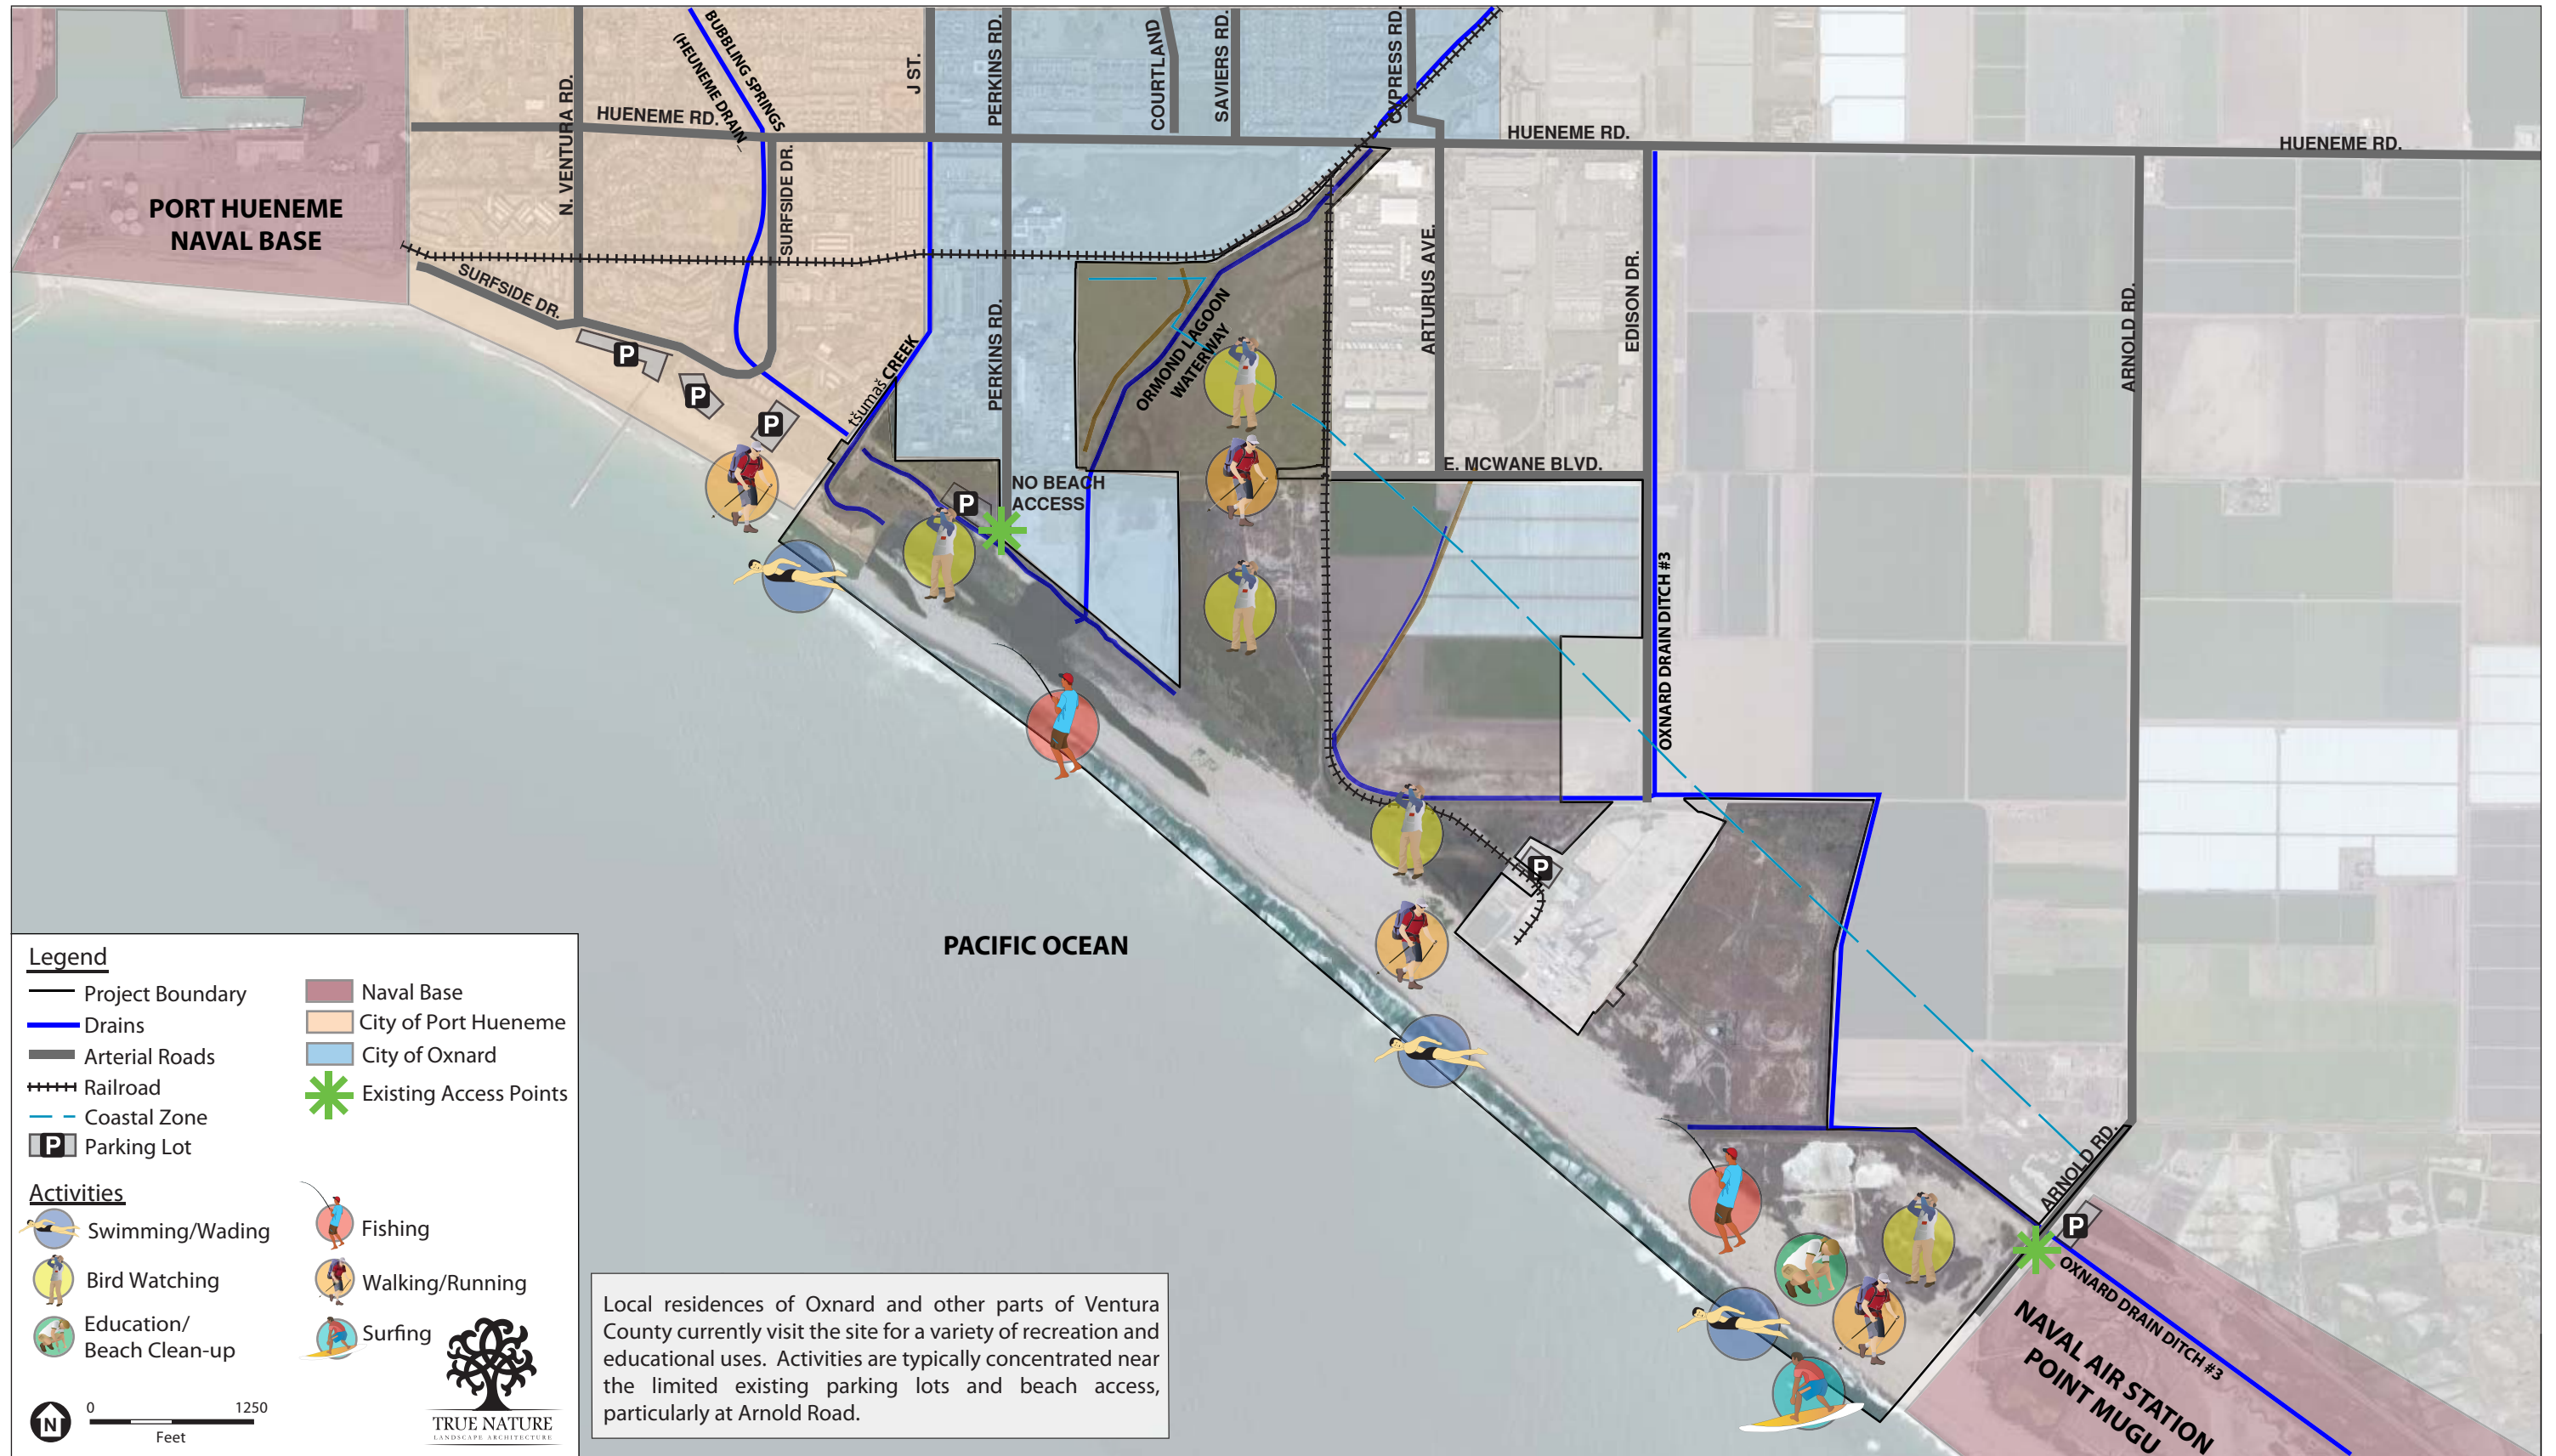 BUBBLING SPRINGS
(HEUNEME DRAIN_
N. VENTURA RD.
HUENEME RD.
J ST.
PERKINS RD.
COURTLAND
SAVIERS RD.
CYPRESS RD.
HUENEME RD.
HUENEME RD.
PORT HUENEME
NAVAL BASE
SURFSIDE DR.
SURFSIDE DR.
P
P
P
tšumaš CREEK
PERKINS RD.
ORMOND LAGOON
WATERWAY
ARTURUS AVE.
EDISON DR.
ARNOLD RD.
E. MCWANE BLVD.
NO BEACH
ACCESS
P
OXNARD DRAIN DITCH #3
P
PACIFIC OCEAN
ARNOLD RD.
P
OXNARD DRAIN DITCH #3
NAVAL AIR STATION
POINT MUGU
Legend
Project Boundary
Drains
Arterial Roads
Railroad
Coastal Zone
P Parking Lot
Naval Base
City of Port Hueneme
City of Oxnard
Existing Access Points
Activities
Swimming/Wading
Bird Watching
Education/
Beach Clean-up
Fishing
Walking/Running
Surfing
N
0 1250
Feet
TRUE NATURE
LANDSCAPE ARCHITECTURE
Local residences of Oxnard and other parts of Ventura
County currently visit the site for a variety of recreation and
educational uses. Activities are typically concentrated near
the limited existing parking lots and beach access,
particularly at Arnold Road.